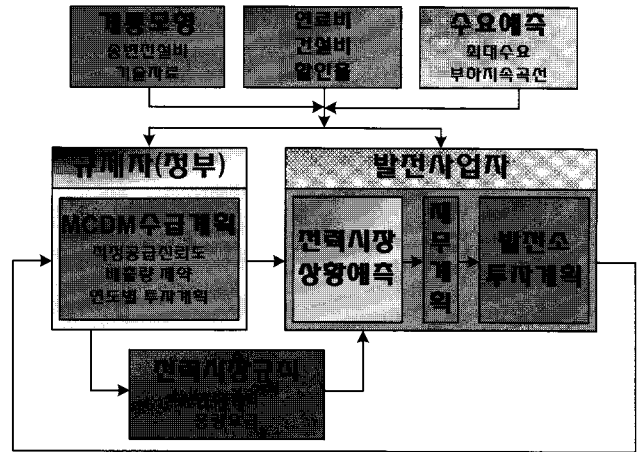 계통모형
송변전설비
기술자료
연료비
건설비
할인율
수요예측
최대수요
부하지속곡선
규제자(정부)
MCDM수급계획
적정공급신뢰도
배출량 제약
연도별 투자계획
발전사업자
전력시장
상황예측
재
무
계
획
발전소
투자계획
전력시장규칙